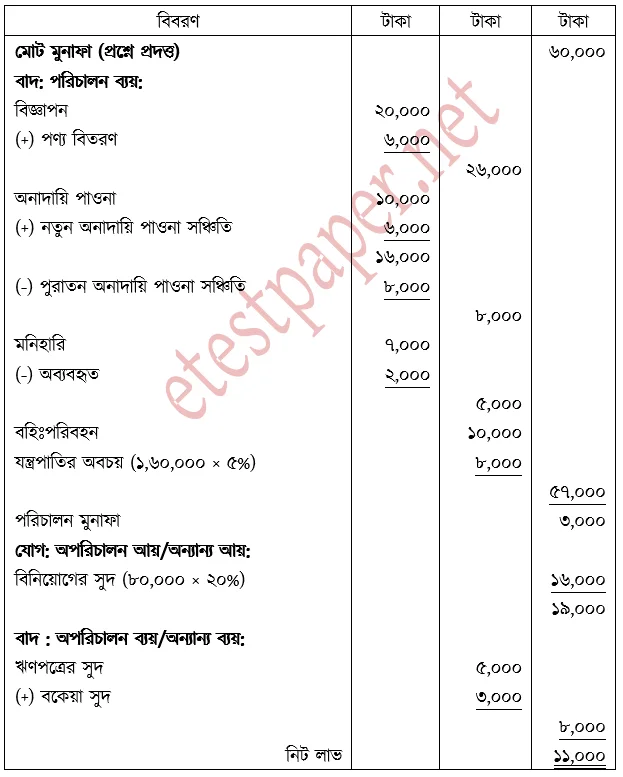 বিবরণ টাকা টাকা টাকা
মোট মুনাফা (প্রশ্নে প্রদত্ত) ৬০,০০০
বাদ: পরিচালন ব্যয়:
বিজ্ঞাপন ২০,০০০
(+) পণ্য বিতরণ ৬,০০০
২৬,০০০
অনাদায়ি পাওনা ১০,০০০
(+) নতুন অনাদায়ি পাওনা সঞ্চিতি ৬,০০০
১৬,০০০
(-) পুরাতন অনাদায়ি পাওনা সঞ্চিতি ৮,০০০
৮,০০০
মনিহারি ৭,০০০
(-) অব্যবহৃত ২,০০০
৫,০০০
বহিঃপরিবহন ১০,০০০
যন্ত্রপাতির অবচয় (১,৬০,০০০ × ৫%) ৮,০০০
৫৭,০০০
পরিচালন মুনাফা ৩,০০০
যোগ: অপরিচালন আয়/অন্যান্য আয়:
বিনিয়োগের সুদ (৮০,০০০ × ২০%) ১৬,০০০
১৯,০০০
বাদ : অপরিচালন ব্যয়/অন্যান্য ব্যয়:
ঋণপত্রের সুদ ৫,০০০
(+) বকেয়া সুদ ৩,০০০
৮,০০০
নিট লাভ ১১,০০০
etestpaper.net